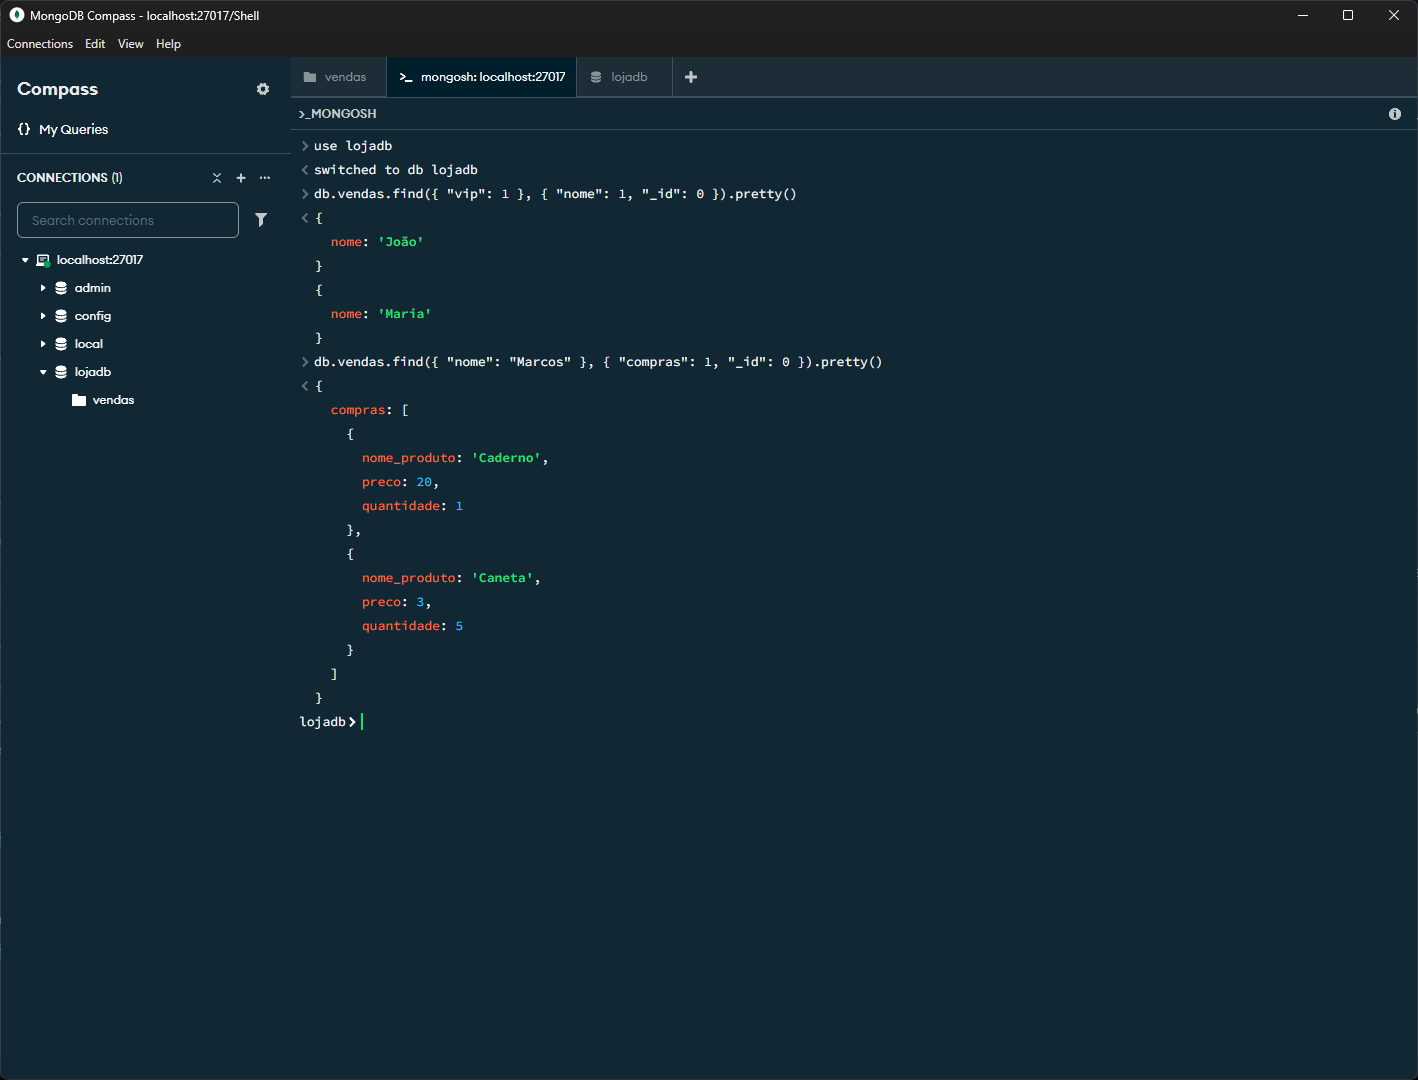 MongoDB Compass - localhost:27017/Shell
Connections Edit View Help
Compass
{} My Queries
CONNECTIONS (1)
Search connections
localhost:27017
admin
config
local
lojadb
vendas
vendas
>_ mongosh: localhost:27017
lojadb
>_MONGOSH
> use lojadb
< switched to db lojadb
> db.vendas.find({ "vip": 1 }, { "nome": 1, "_id": 0 }).pretty()
< {
nome: 'João'
}
{
nome: 'Maria'
}
> db.vendas.find({ "nome": "Marcos" }, { "compras": 1, "_id": 0 }).pretty()
< {
compras: [
{
nome_produto: 'Caderno',
preco: 20,
quantidade: 1
},
{
nome_produto: 'Caneta',
preco: 3,
quantidade: 5
}
]
}
lojadb>